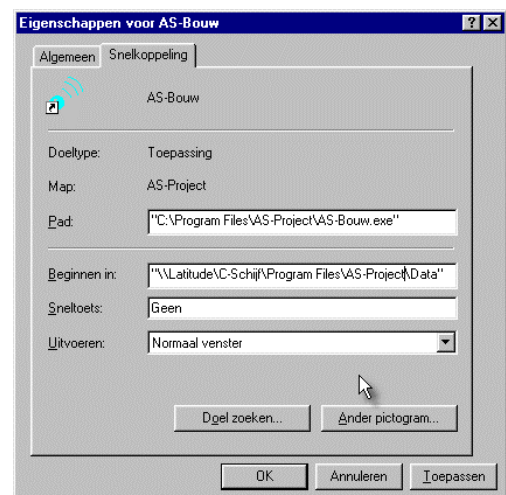 Eigenschappen voor AS-Bouw
Algemeen Snelkoppeling
AS-Bouw
Doeltype: Toepassing
Map: AS-Project
Pad: "C:\Program Files\AS-Project\AS-Bouw.exe"
Beginnen in: "\\Latitude\C-Schijf\Program Files\AS-Project\Data"
Sneltoets: Geen
Uitvoeren: Normaal venster
Doel zoeken... Ander pictogram...
OK Annuleren Toepassen